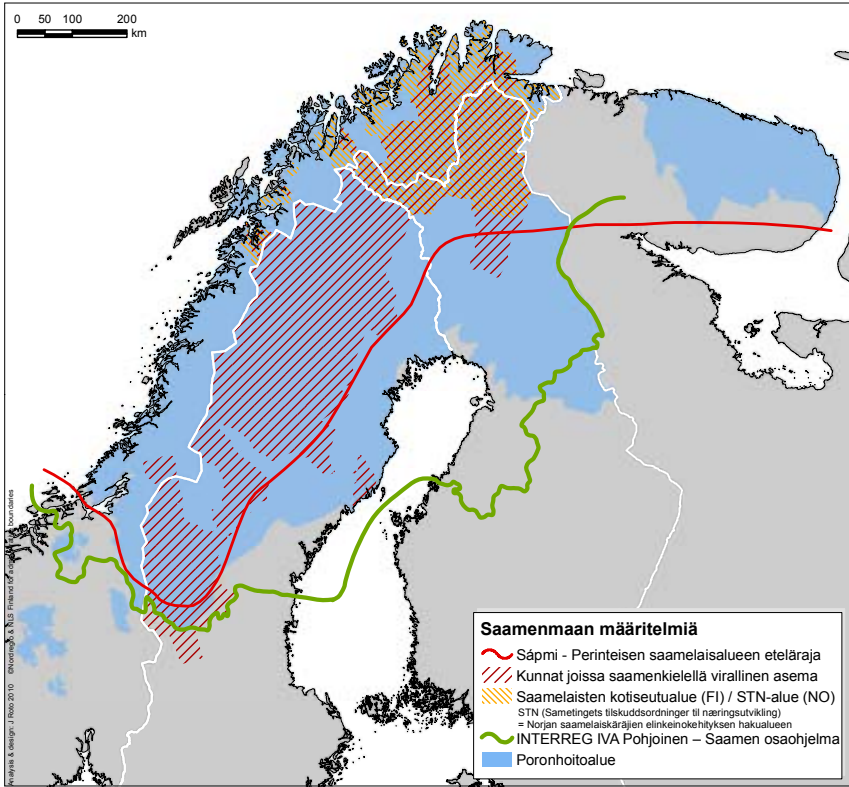 0 50 100 200
km
Saamenmaan määritelmiä
Sápmi - Perinteisen saamelaisalueen eteläraja
Kunnat joissa saamenkielellä virallinen asema
Saamelaisten kotiseutualue (FI) / STN-alue (NO)
STN (Sametingets tilskuddsordninger til næringsutvikling)
= Norjan saamelaiskäräjien elinkeinokehityksen hakualueen
INTERREG IVA Pohjoinen – Saamen osaohjelma
Poronhoitoalue
Analysis & design: J Roto 2010 ©Nordregio & NLS Finland for boundaries